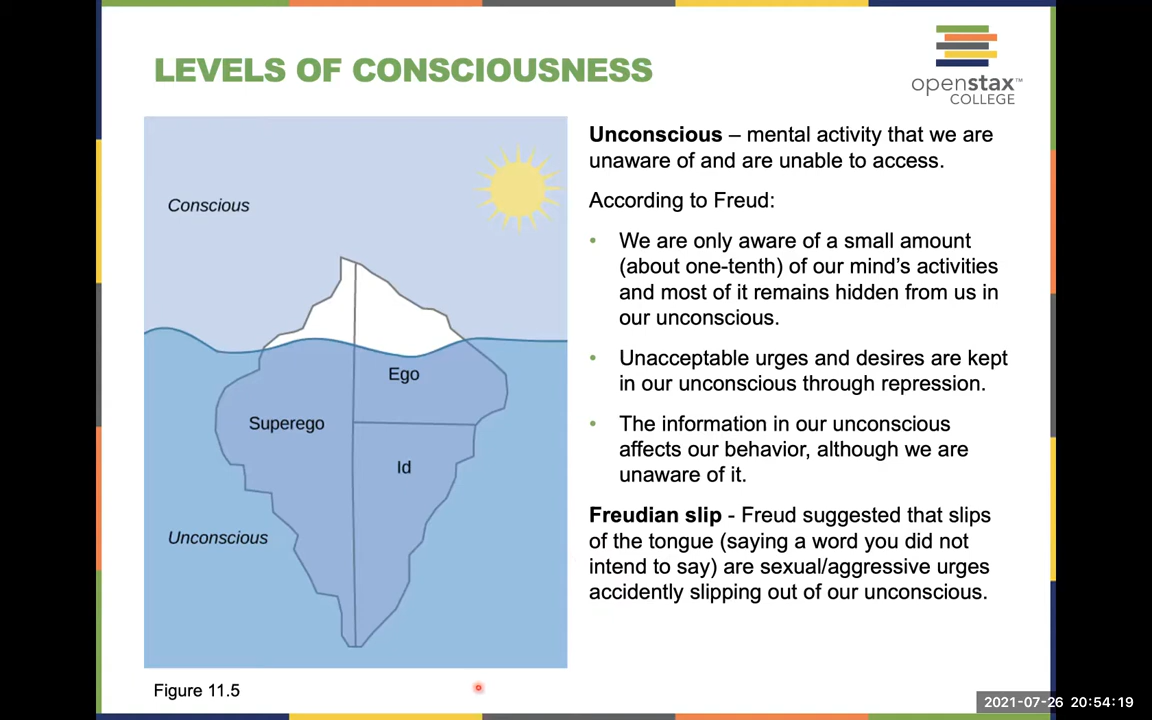 LEVELS OF CONSCIOUSNESS
openstax™
COLLEGE
Conscious
Ego
Superego
Id
Unconscious
Figure 11.5
Unconscious – mental activity that we are
unaware of and are unable to access.
According to Freud:
• We are only aware of a small amount
(about one-tenth) of our mind’s activities
and most of it remains hidden from us in
our unconscious.
• Unacceptable urges and desires are kept
in our unconscious through repression.
• The information in our unconscious
affects our behavior, although we are
unaware of it.
Freudian slip - Freud suggested that slips
of the tongue (saying a word you did not
intend to say) are sexual/aggressive urges
accidently slipping out of our unconscious.
2021-07-26 20:54:19